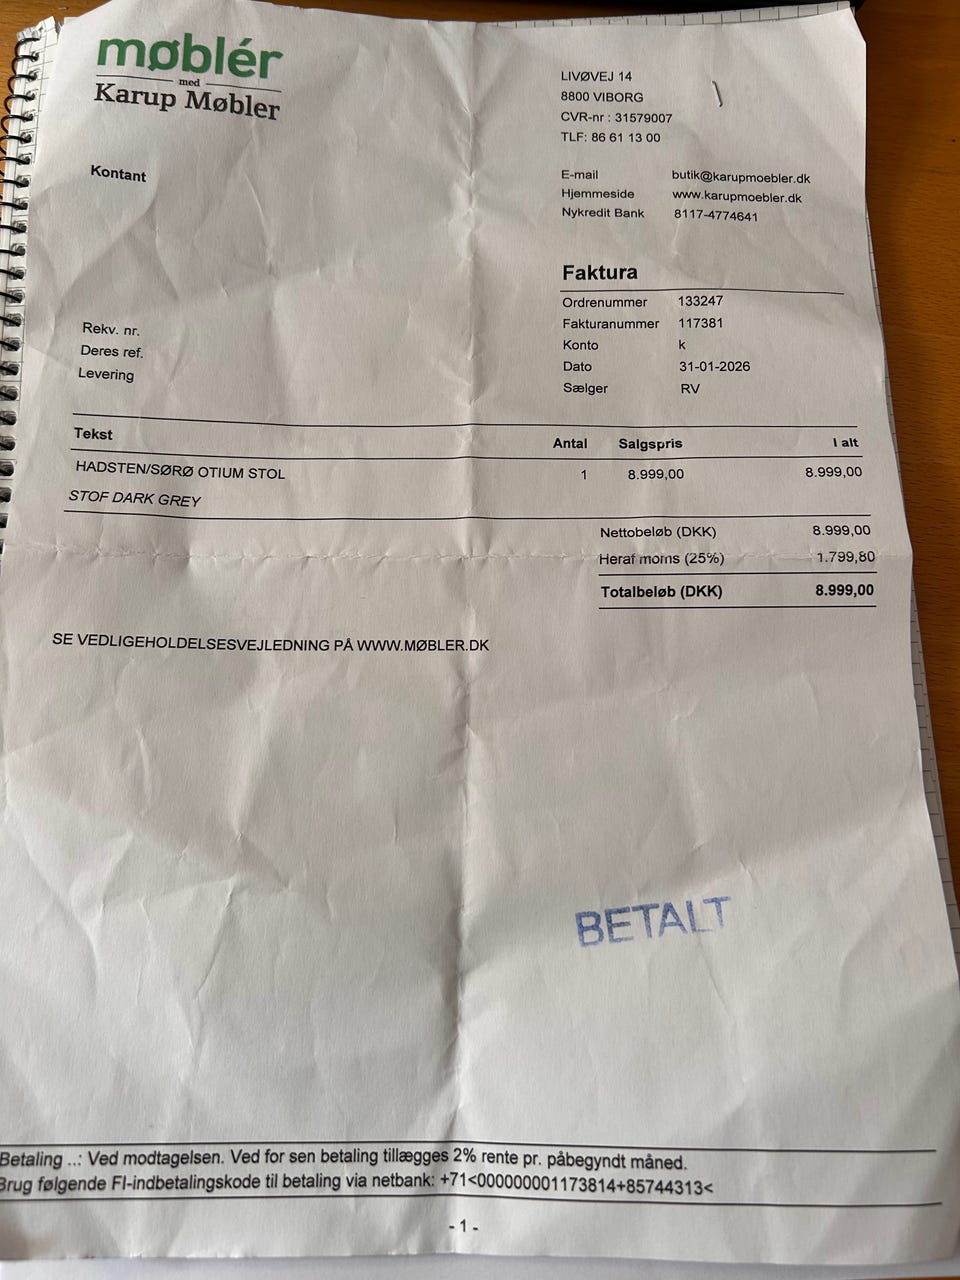 møblér
med
Karup Møbler
LIVØVEJ 14
8800 VIBORG
CVR-nr : 31579007
TLF: 86 61 13 00
Kontant
E-mail butik@karupmoebler.dk
Hjemmeside www.karupmoebler.dk
Nykredit Bank 8117-4774641
Faktura
Ordrenummer 133247
Fakturanummer 117381
Konto k
Dato 31-01-2026
Sælger RV
Rekv. nr.
Deres ref.
Levering
Tekst Antal Salgspris I alt
HADSTEN/SØRØ OTIUM STOL 1 8.999,00 8.999,00
STOF DARK GREY
Nettobeløb (DKK) 8.999,00
Heraf moms (25%) 1.799,80
Totalbeløb (DKK) 8.999,00
SE VEDLIGEHOLDELSESVEJLEDNING PÅ WWW.MØBLER.DK
BETALT
Betaling ..: Ved modtagelsen. Ved for sen betaling tillægges 2% rente pr. påbegyndt måned.
Brug følgende FI-indbetalingskode til betaling via netbank: +71<000000001173814+85744313<
- 1 -